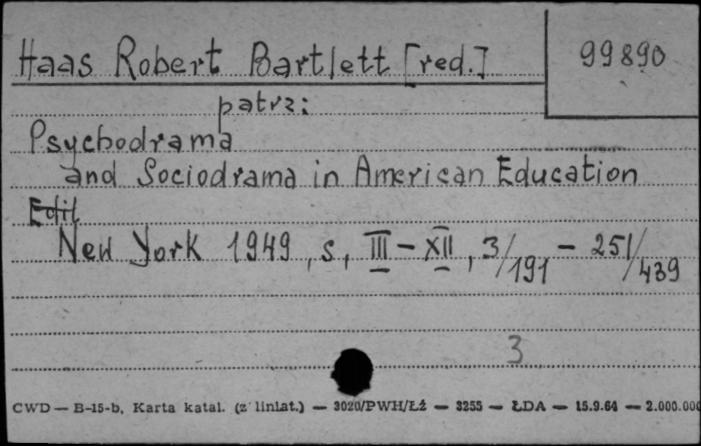 Haas Robert Bartlett [red.]
99890
patrz:
Psychodrama
and Sociodrama in American Education
Edit
New York 1949, s, III - XII, 3/191 - 251/439
3
CWD — B-15-b, Karta katal. (z liniat.) — 3020/PWH/Łż — 3255 — ŁDA — 15.9.64 — 2.000.000